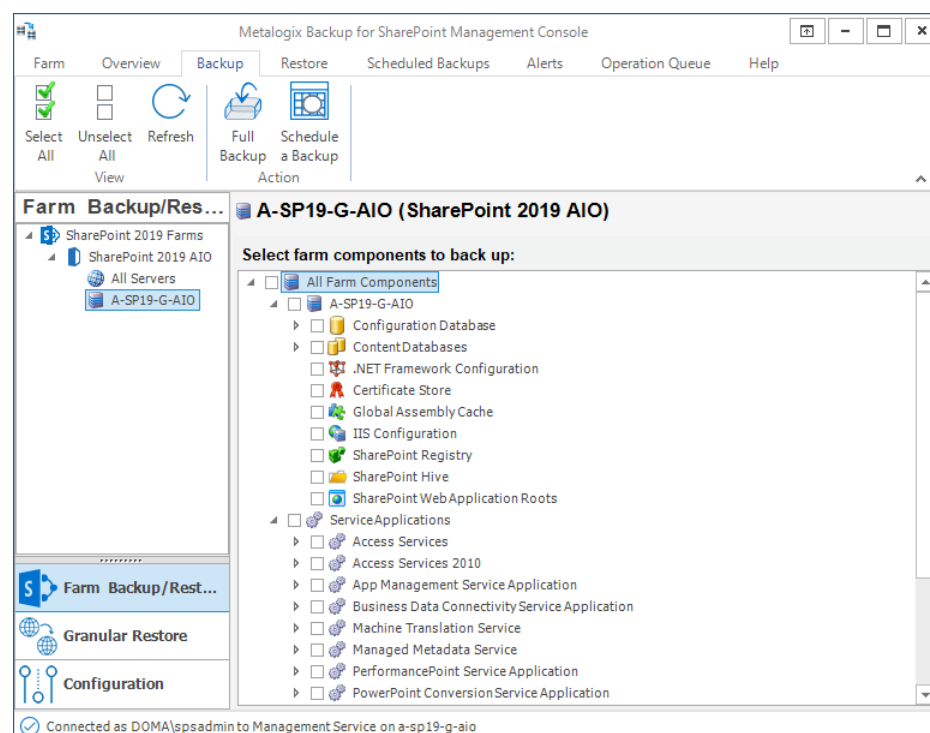 Metalogix Backup for SharePoint Management Console
Farm Overview Backup Restore Scheduled Backups Alerts Operation Queue Help
Select All
Unselect All
Refresh
Full Backup
Schedule a Backup
View
Action
Farm Backup/Res...
SharePoint 2019 Farms
SharePoint 2019 AIO
All Servers
A-SP19-G-AIO
A-SP19-G-AIO (SharePoint 2019 AIO)
Select farm components to back up:
All Farm Components
A-SP19-G-AIO
Configuration Database
ContentDatabases
.NET Framework Configuration
Certificate Store
Global Assembly Cache
IIS Configuration
SharePoint Registry
SharePoint Hive
SharePoint Web Application Roots
ServiceApplications
Access Services
Access Services 2010
App Management Service Application
Business Data Connectivity Service Application
Machine Translation Service
Managed Metadata Service
PerformancePoint Service Application
PowerPoint Conversion Service Application
Farm Backup/Rest...
Granular Restore
Configuration
Connected as DOMA\spsadmin to Management Service on a-sp19-g-aio